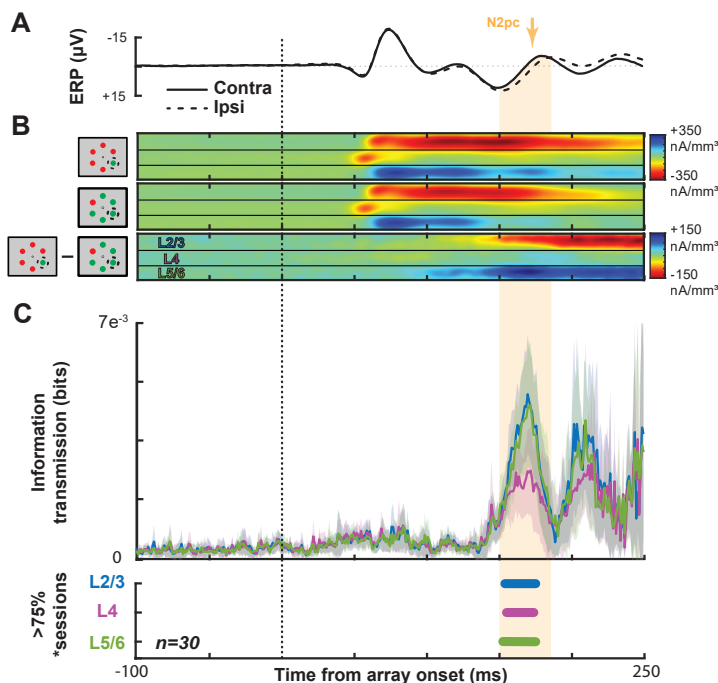 A
N2pc
-15
ERP (µV)
+15
Contra
Ipsi
B
+350
nA/mm³
-350
nA/mm³
L2/3
L4
L5/6
+150
nA/mm³
-150
nA/mm³
C
7e⁻³
Information
transmission (bits)
0
>75%
*sessions
L2/3
L4
L5/6
n=30
-100
Time from array onset (ms)
250